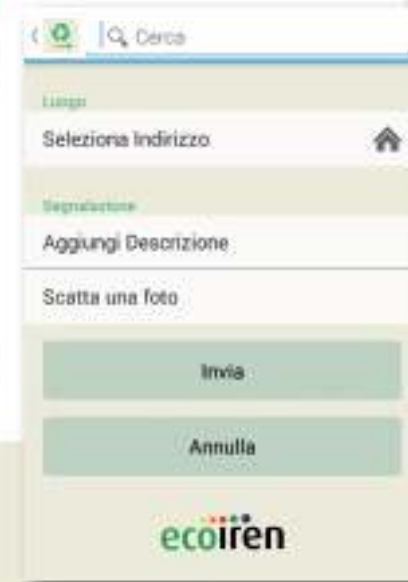 Cerca
Luogo
Seleziona Indirizzo
Segnalazione
Aggiungi Descrizione
Scatta una foto
Invia
Annulla
ecoiren